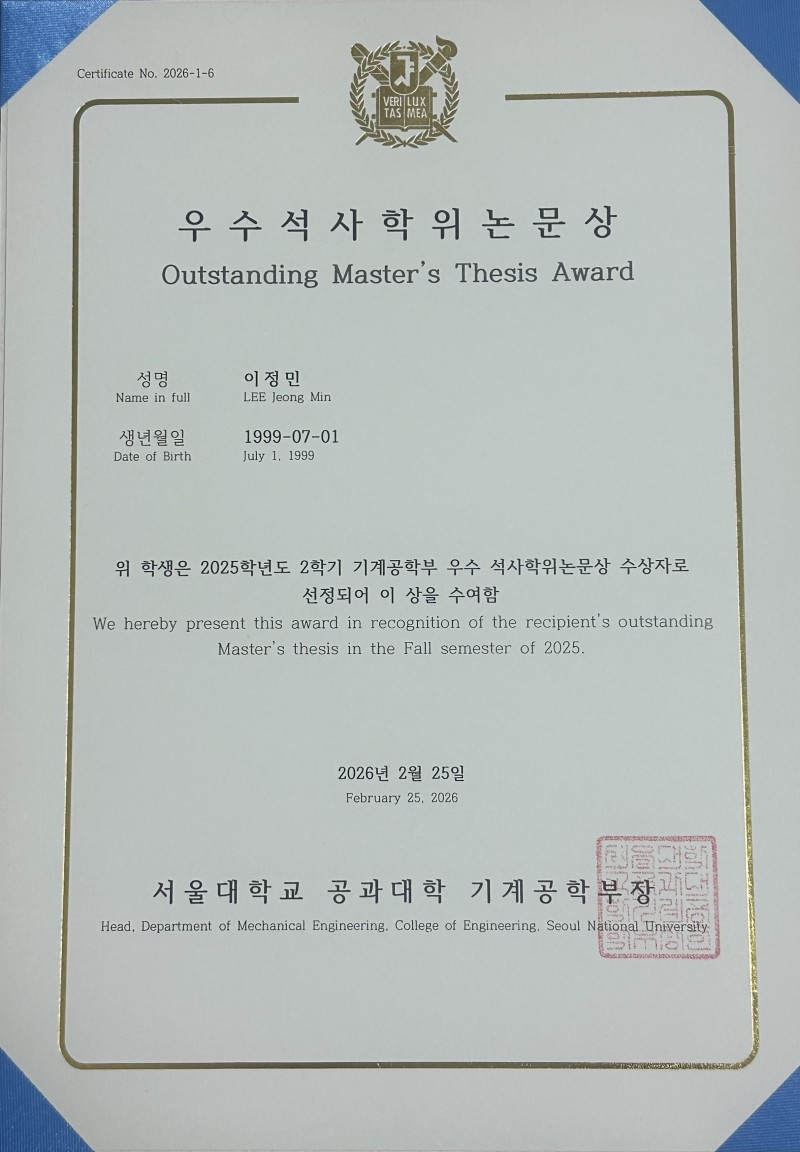 Certificate No. 2026-1-6
VERI LUX
TAS MEA
우수석사학위논문상
Outstanding Master's Thesis Award
성명 이정민
Name in full LEE Jeong Min
생년월일 1999-07-01
Date of Birth July 1, 1999
위 학생은 2025학년도 2학기 기계공학부 우수 석사학위논문상 수상자로
선정되어 이 상을 수여함
We hereby present this award in recognition of the recipient's outstanding
Master's thesis in the Fall semester of 2025.
2026년 2월 25일
February 25, 2026
서울대학교 공과대학 기계공학부장
Head, Department of Mechanical Engineering, College of Engineering, Seoul National University